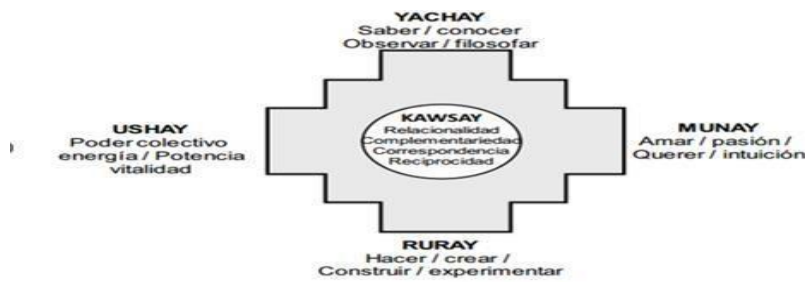 YACHAY
Saber / conocer
Observar / filosofar
USHAY
Poder colectivo
energía / Potencia
vitalidad
KAWSAY
Relacionalidad
Complementariedad
Correspondencia
Reciprocidad
MUNAY
Amar / pasión /
Querer / intuición
RURAY
Hacer / crear /
Construir / experimentar